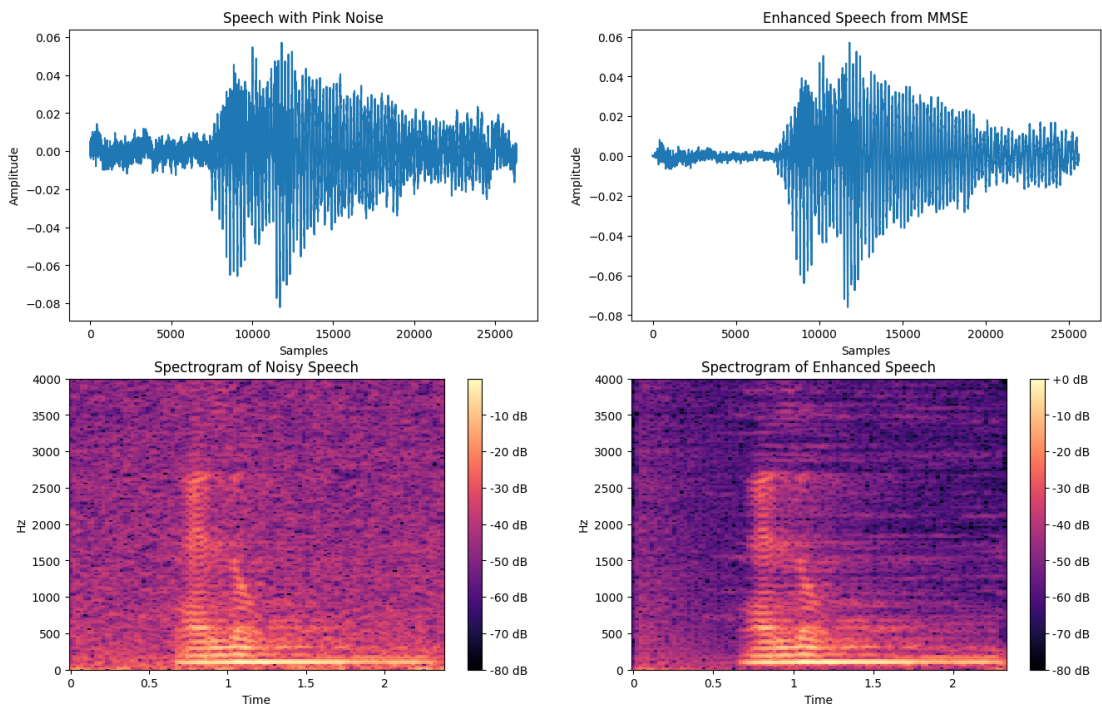 Speech with Pink Noise
0.06
0.04
0.02
0.00
−0.02
−0.04
−0.06
−0.08
Amplitude
0 5000 10000 15000 20000 25000
Samples
Enhanced Speech from MMSE
0.06
0.04
0.02
0.00
−0.02
−0.04
−0.06
−0.08
Amplitude
0 5000 10000 15000 20000 25000
Samples
Spectrogram of Noisy Speech
4000
3500
3000
2500
2000
1500
1000
500
0
Hz
0 0.5 1 1.5 2
Time
-10 dB
-20 dB
-30 dB
-40 dB
-50 dB
-60 dB
-70 dB
-80 dB
Spectrogram of Enhanced Speech
4000
3500
3000
2500
2000
1500
1000
500
0
Hz
0 0.5 1 1.5 2
Time
+0 dB
-10 dB
-20 dB
-30 dB
-40 dB
-50 dB
-60 dB
-70 dB
-80 dB